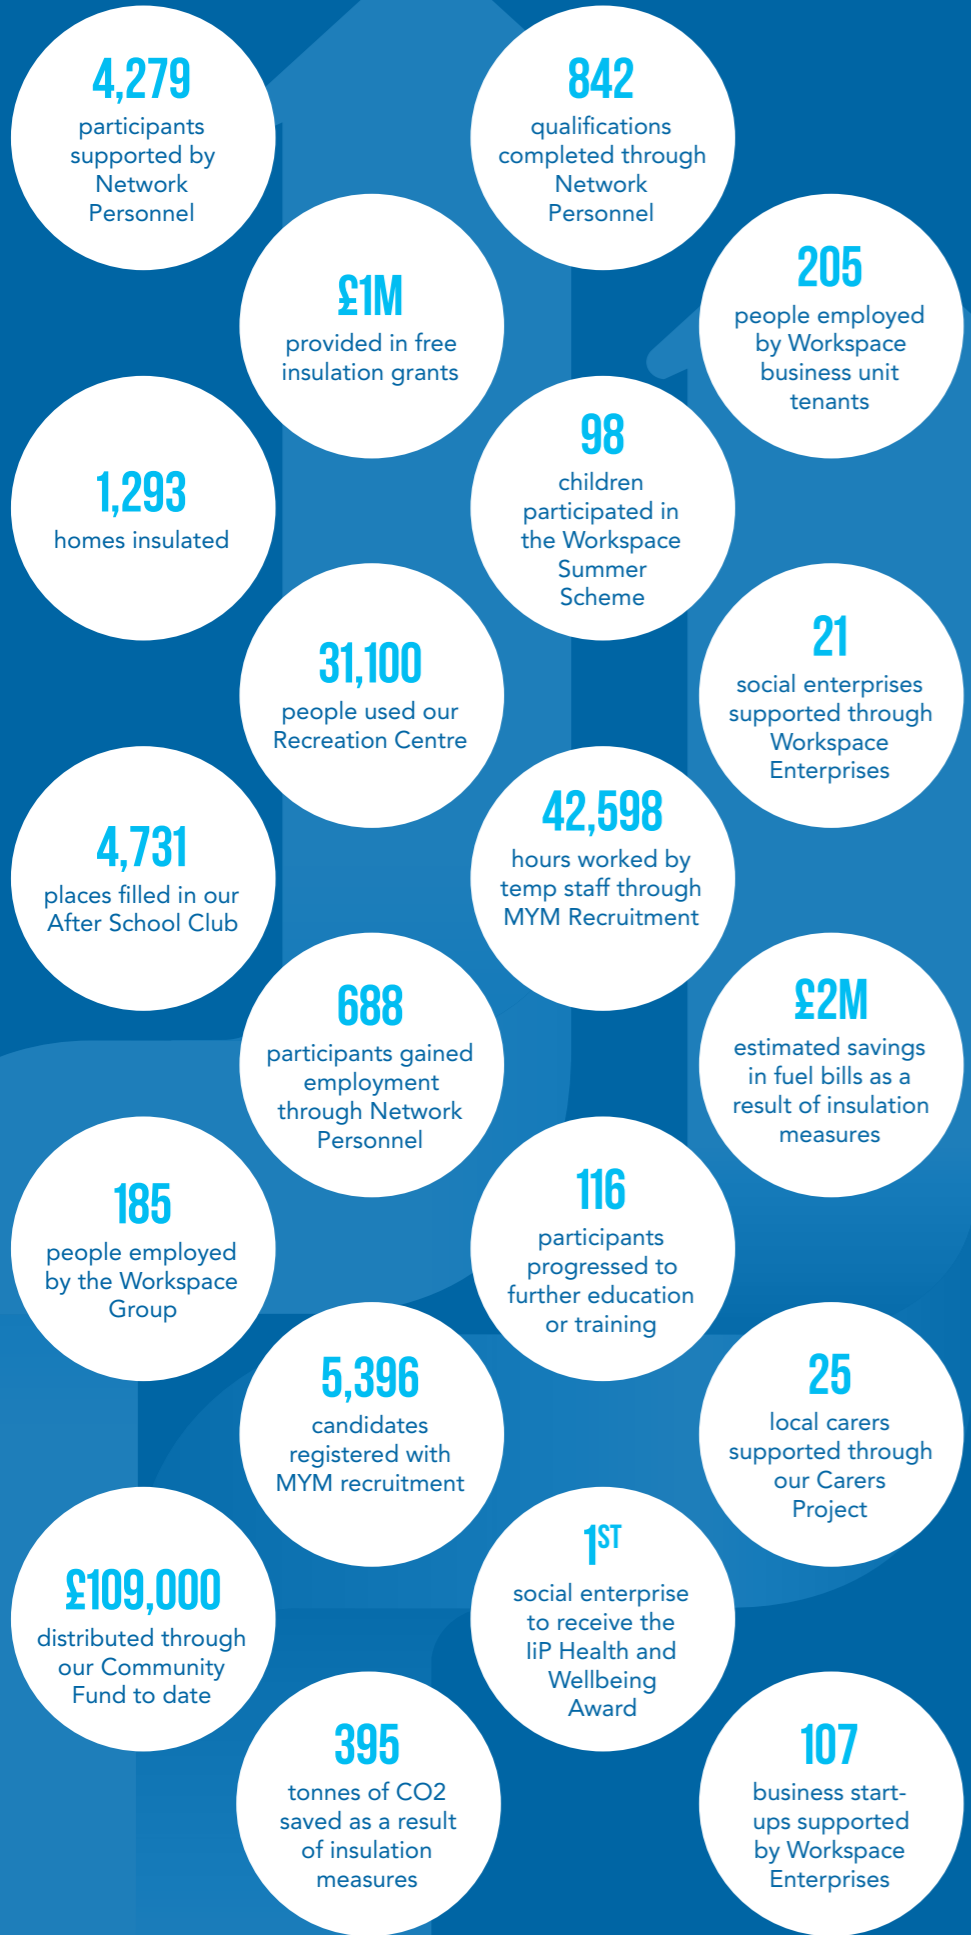 4,279
participants
supported by
Network
Personnel
842
qualifications
completed through
Network
Personnel
£1M
provided in free
insulation grants
205
people employed
by Workspace
business unit
tenants
1,293
homes insulated
98
children
participated in
the Workspace
Summer
Scheme
31,100
people used our
Recreation Centre
21
social enterprises
supported through
Workspace
Enterprises
4,731
places filled in our
After School Club
42,598
hours worked by
temp staff through
MYM Recruitment
688
participants gained
employment
through Network
Personnel
£2M
estimated savings
in fuel bills as a
result of insulation
measures
185
people employed
by the Workspace
Group
116
participants
progressed to
further education
or training
5,396
candidates
registered with
MYM recruitment
25
local carers
supported through
our Carers
Project
£109,000
distributed through
our Community
Fund to date
1ST
social enterprise
to receive the
IiP Health and
Wellbeing
Award
395
tonnes of CO2
saved as a result
of insulation
measures
107
business start-
ups supported
by Workspace
Enterprises